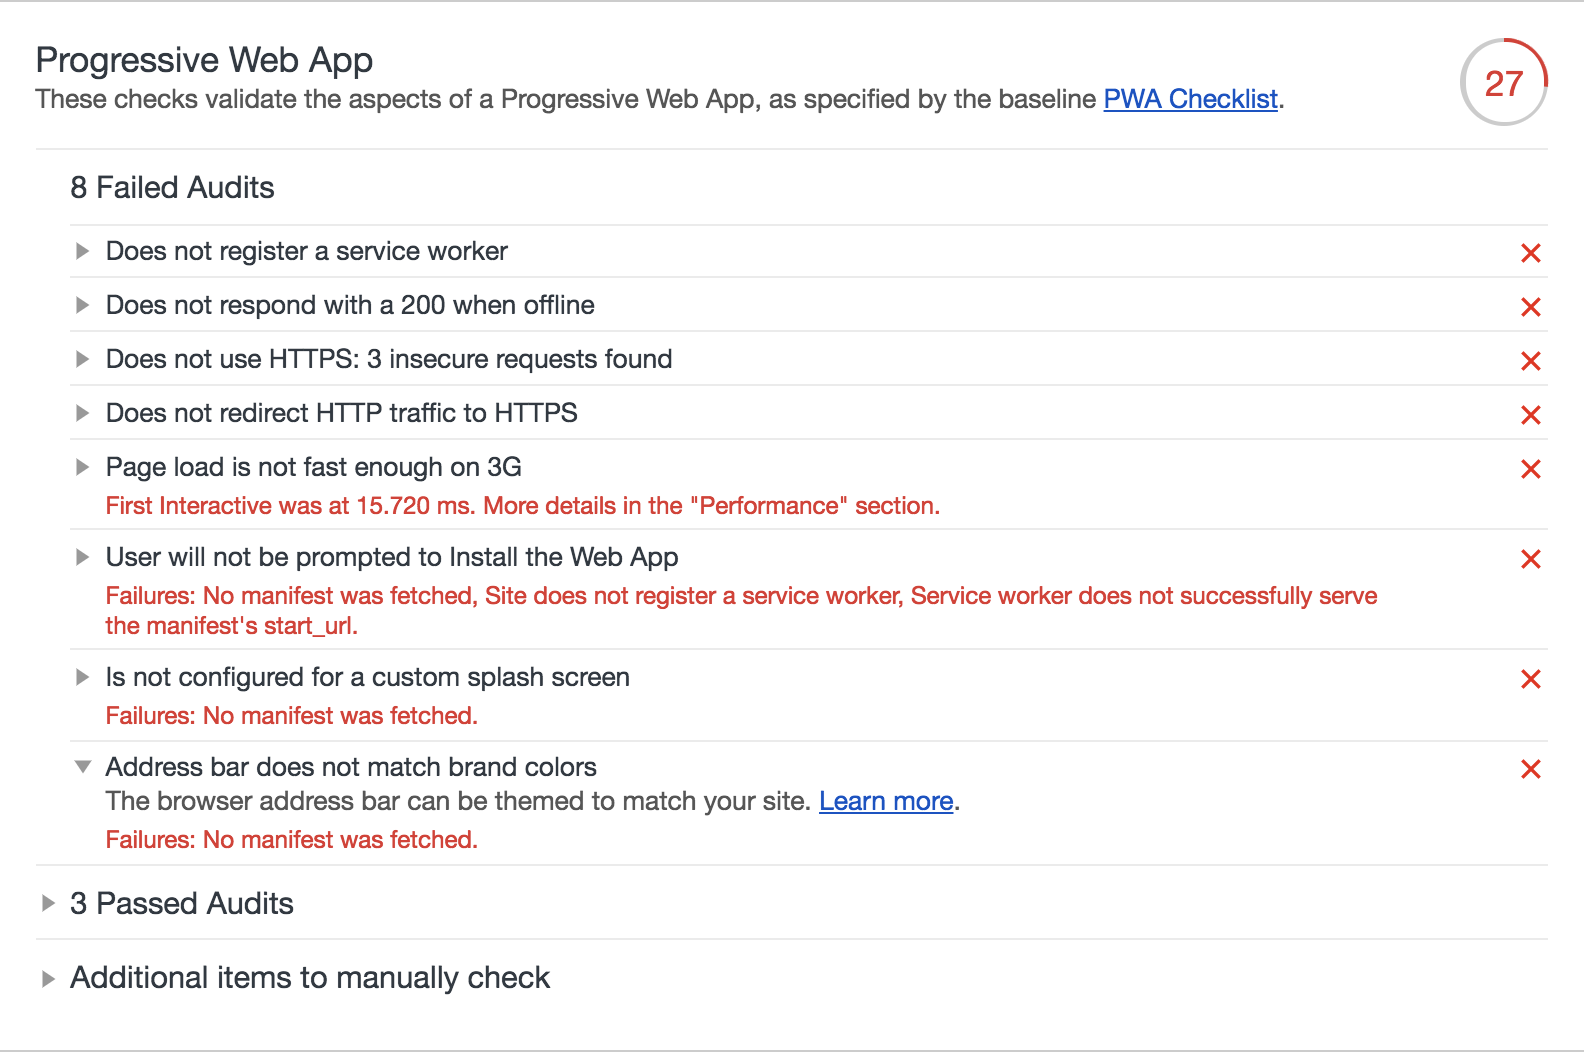 Progressive Web App
These checks validate the aspects of a Progressive Web App, as specified by the baseline PWA Checklist.
27
8 Failed Audits
Does not register a service worker
Does not respond with a 200 when offline
Does not use HTTPS: 3 insecure requests found
Does not redirect HTTP traffic to HTTPS
Page load is not fast enough on 3G
First Interactive was at 15.720 ms. More details in the "Performance" section.
User will not be prompted to Install the Web App
Failures: No manifest was fetched, Site does not register a service worker, Service worker does not successfully serve
the manifest's start_url.
Is not configured for a custom splash screen
Failures: No manifest was fetched.
Address bar does not match brand colors
The browser address bar can be themed to match your site. Learn more.
Failures: No manifest was fetched.
3 Passed Audits
Additional items to manually check